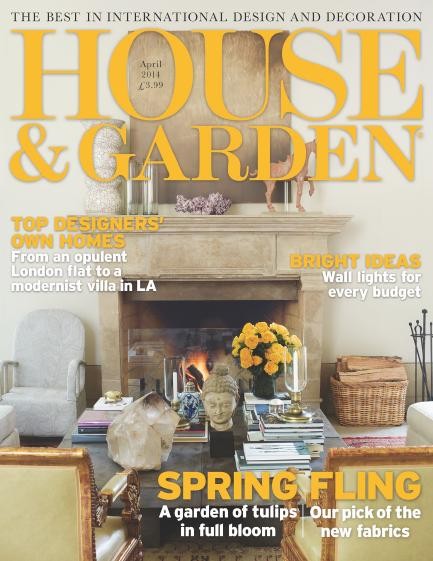 THE BEST IN INTERNATIONAL DESIGN AND DECORATION
HOUSE
April
2014
£3.99
& GARDEN
TOP DESIGNERS'
OWN HOMES
From an opulent
London flat to a
modernist villa in LA
BRIGHT IDEAS
Wall lights for
every budget
SPRING FLING
A garden of tulips
in full bloom
Our pick of the
new fabrics